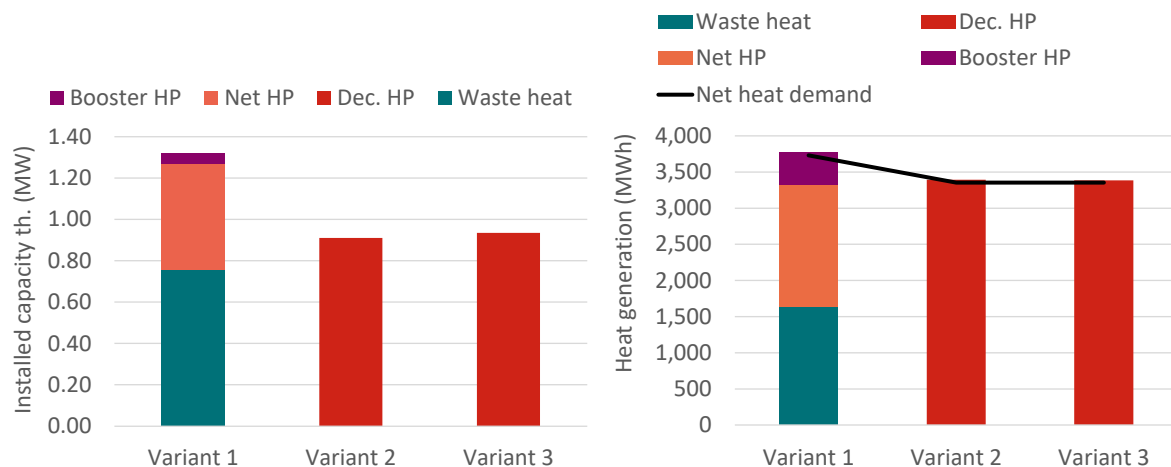 Booster HP Net HP Dec. HP Waste heat
Installed capacity th. (MW)
1.40
1.20
1.00
0.80
0.60
0.40
0.20
0.00
Variant 1 Variant 2 Variant 3
Waste heat Dec. HP
Net HP Booster HP
Net heat demand
Heat generation (MWh)
4,000
3,500
3,000
2,500
2,000
1,500
1,000
500
0
Variant 1 Variant 2 Variant 3